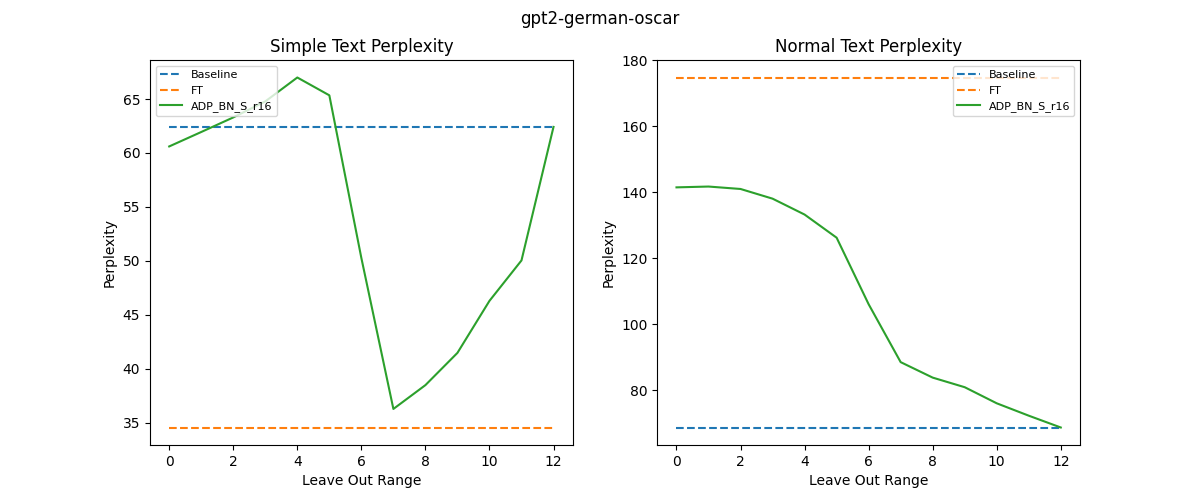 gpt2-german-oscar
Simple Text Perplexity
Baseline
FT
ADP_BN_S_r16
65
60
55
50
45
40
35
Perplexity
0 2 4 6 8 10 12
Leave Out Range
Normal Text Perplexity
Baseline
FT
ADP_BN_S_r16
180
160
140
120
100
80
Perplexity
0 2 4 6 8 10 12
Leave Out Range